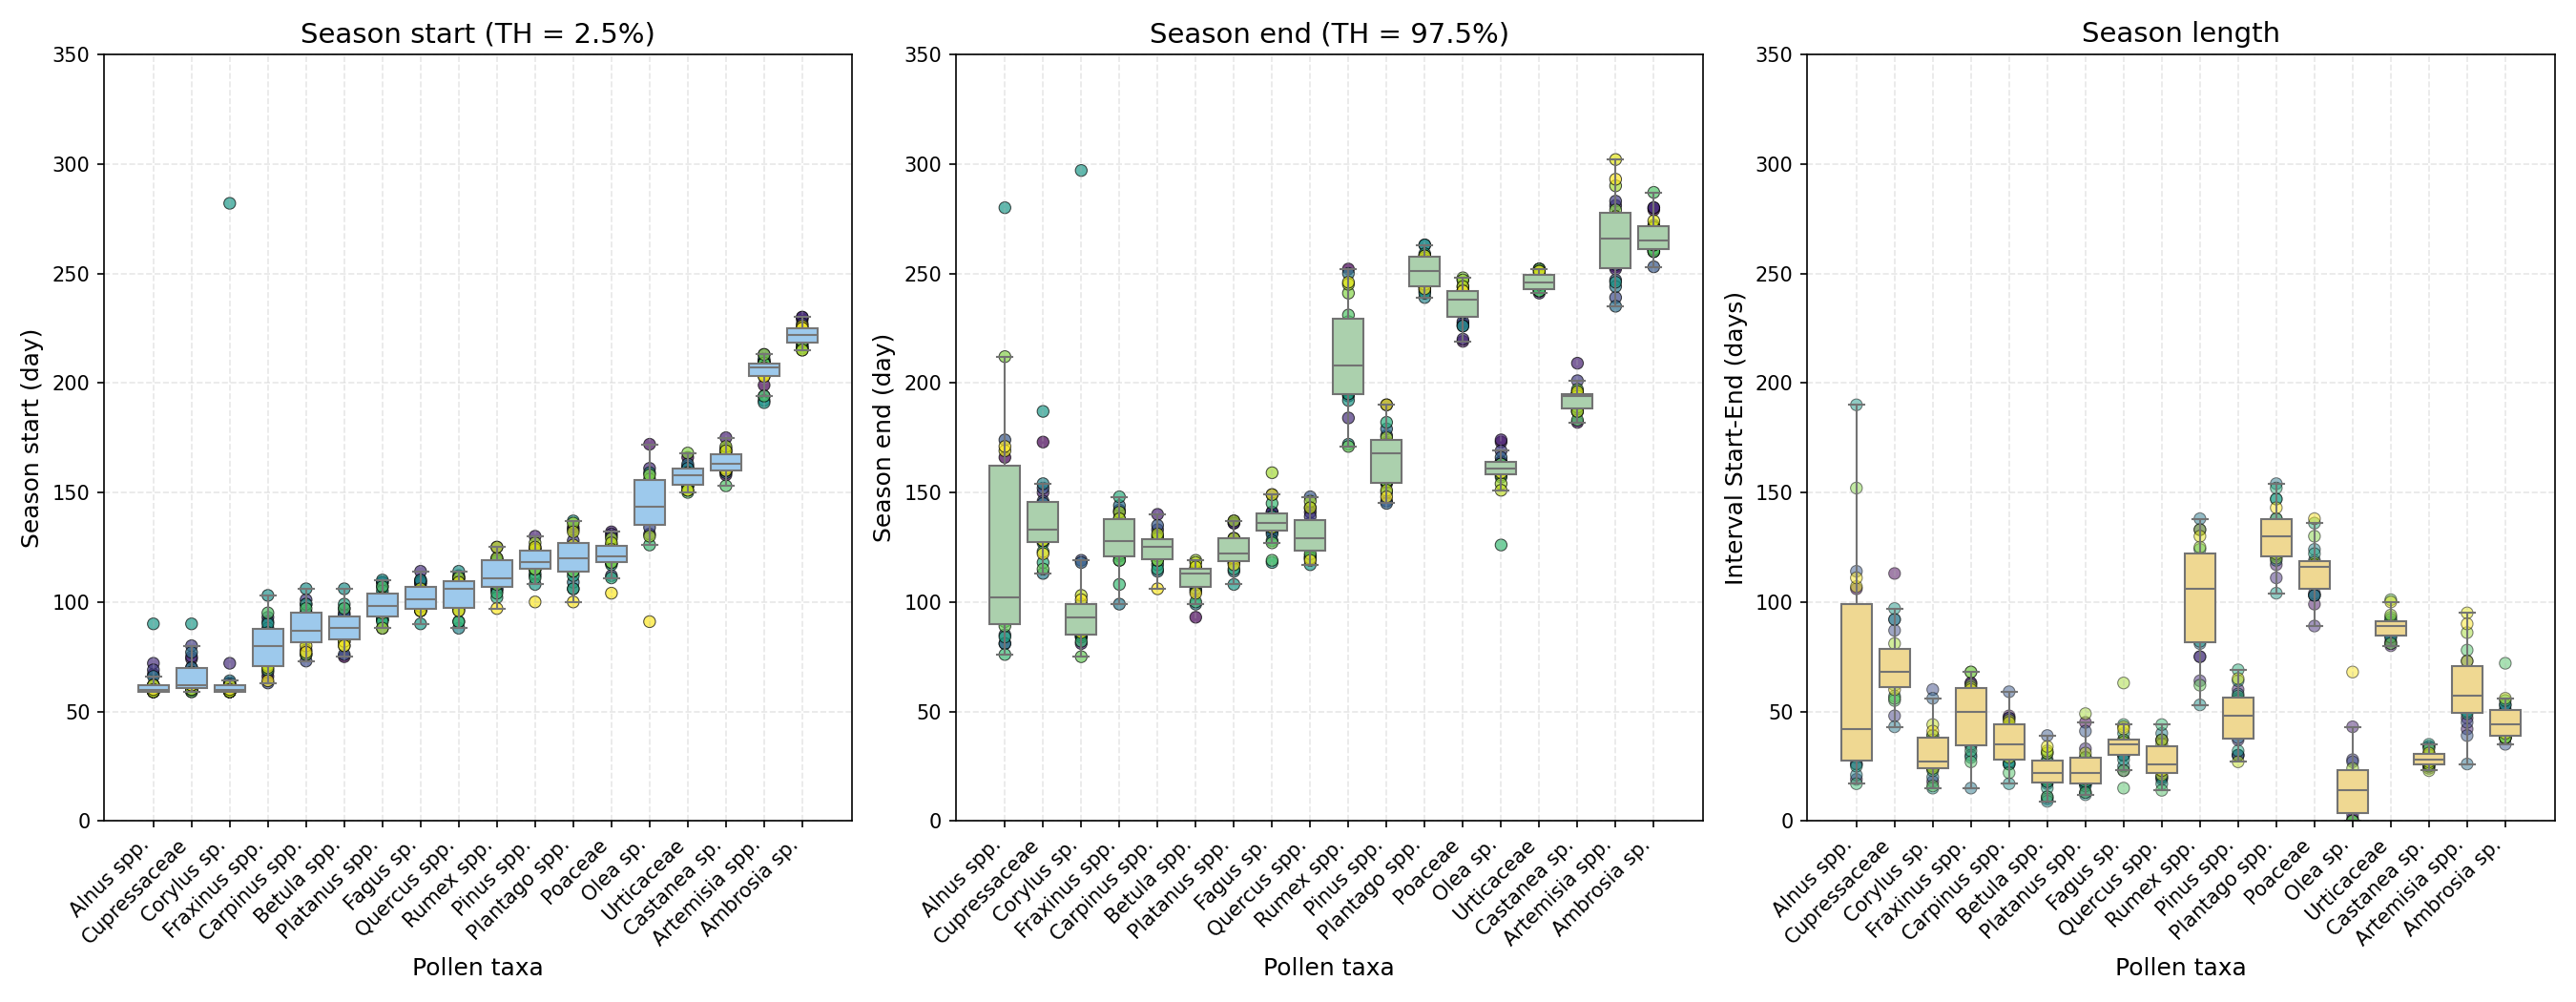 Season start (TH = 2.5%)
Season start (day)
350
300
250
200
150
100
50
0
Alnus spp.
Cupressaceae
Corylus sp.
Fraxinus spp.
Carpinus spp.
Betula spp.
Platanus spp.
Fagus sp.
Quercus spp.
Rumex spp.
Pinus spp.
Plantago spp.
Poaceae
Olea sp.
Urticaceae
Castanea sp.
Artemisia spp.
Ambrosia sp.
Pollen taxa
Season end (TH = 97.5%)
Season end (day)
350
300
250
200
150
100
50
0
Alnus spp.
Cupressaceae
Corylus sp.
Fraxinus spp.
Carpinus spp.
Betula spp.
Platanus spp.
Fagus sp.
Quercus spp.
Rumex spp.
Pinus spp.
Plantago spp.
Poaceae
Olea sp.
Urticaceae
Castanea sp.
Artemisia spp.
Ambrosia sp.
Pollen taxa
Season length
Interval Start-End (days)
350
300
250
200
150
100
50
0
Alnus spp.
Cupressaceae
Corylus sp.
Fraxinus spp.
Carpinus spp.
Betula spp.
Platanus spp.
Fagus sp.
Quercus spp.
Rumex spp.
Pinus spp.
Plantago spp.
Poaceae
Olea sp.
Urticaceae
Castanea sp.
Artemisia spp.
Ambrosia sp.
Pollen taxa